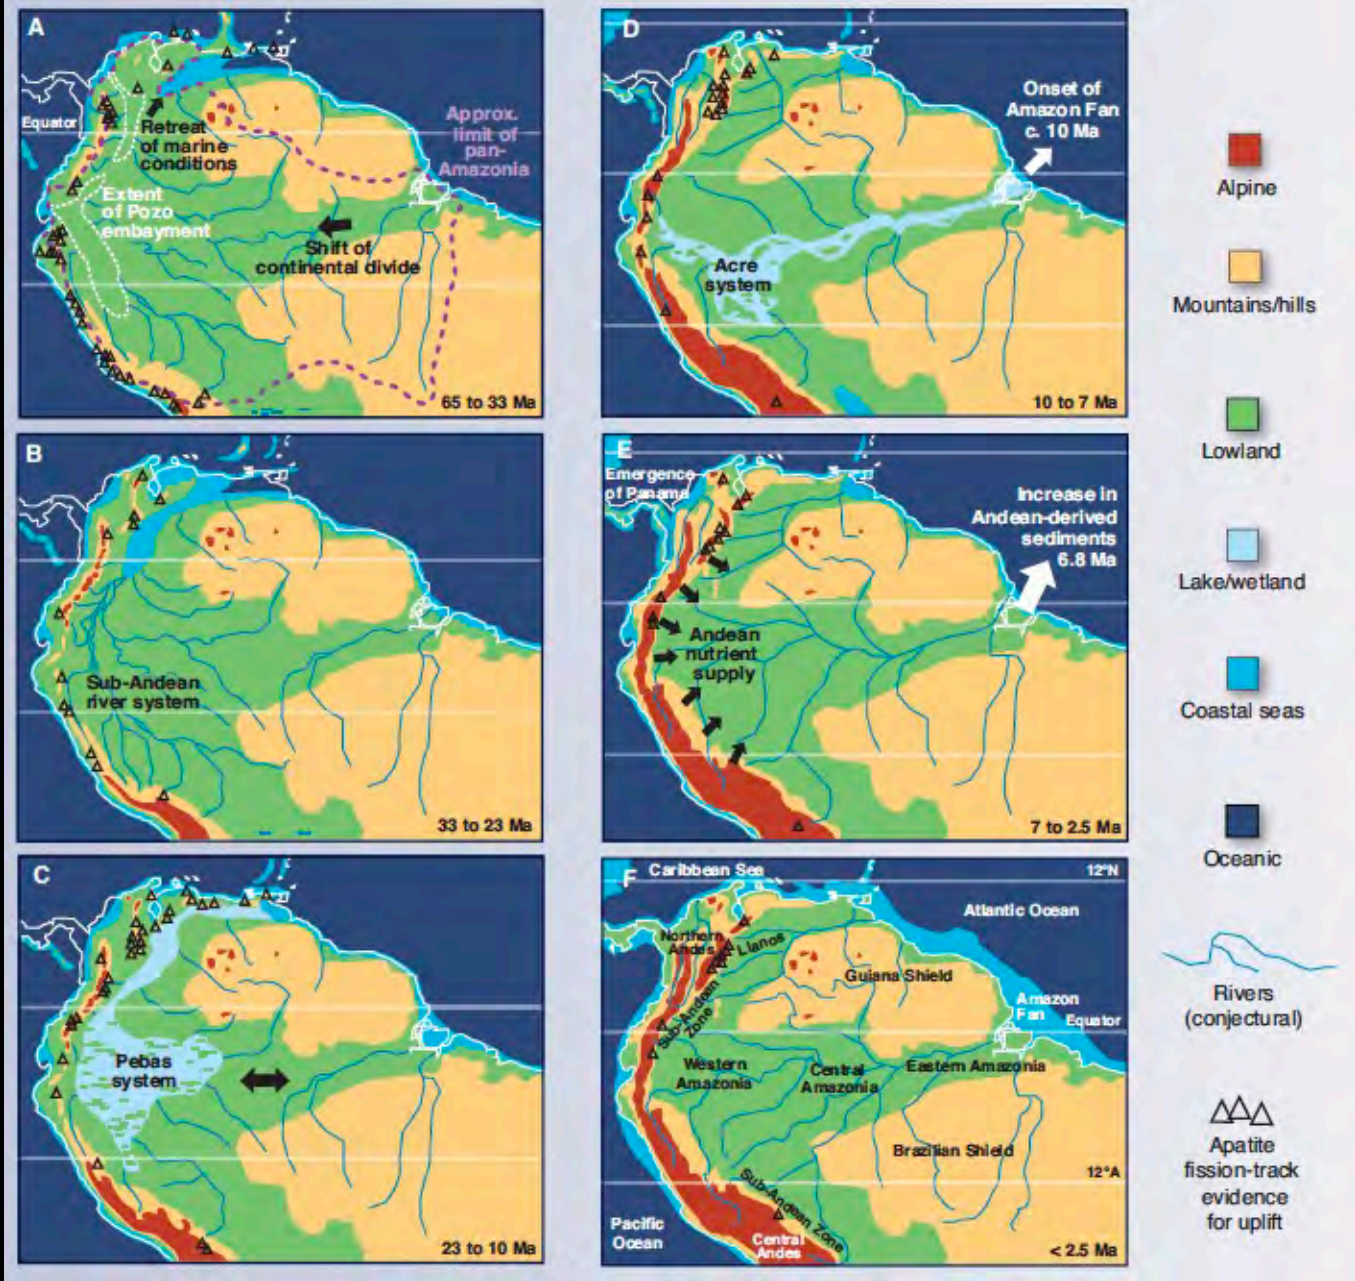 A
Equator
Retreat
of marine
conditions
Approx.
limit of
pan-
Amazonia
Extent
of Pozo
embayment
Shift of
continental divide
65 to 33 Ma
B
Sub-Andean
river system
33 to 23 Ma
C
Pebas
system
23 to 10 Ma
D
Onset of
Amazon Fan
c. 10 Ma
Acre
system
10 to 7 Ma
E
Emergence
of Panama
Increase in
Andean-derived
sediments
6.8 Ma
Andean
nutrient
supply
7 to 2.5 Ma
F
Caribbean Sea
12°N
Atlantic Ocean
Northern
Andes
Llanos
Guiana Shield
Sub-Andean
Zone
Amazon
Fan
Equator
Western
Amazonia
Central
Amazonia
Eastern Amazonia
Brazilian Shield
12°A
Sub-Andean Zone
Pacific
Ocean
Central
Andes
< 2.5 Ma
Alpine
Mountains/hills
Lowland
Lake/wetland
Coastal seas
Oceanic
Rivers
(conjectural)
Apatite
fission-track
evidence
for uplift